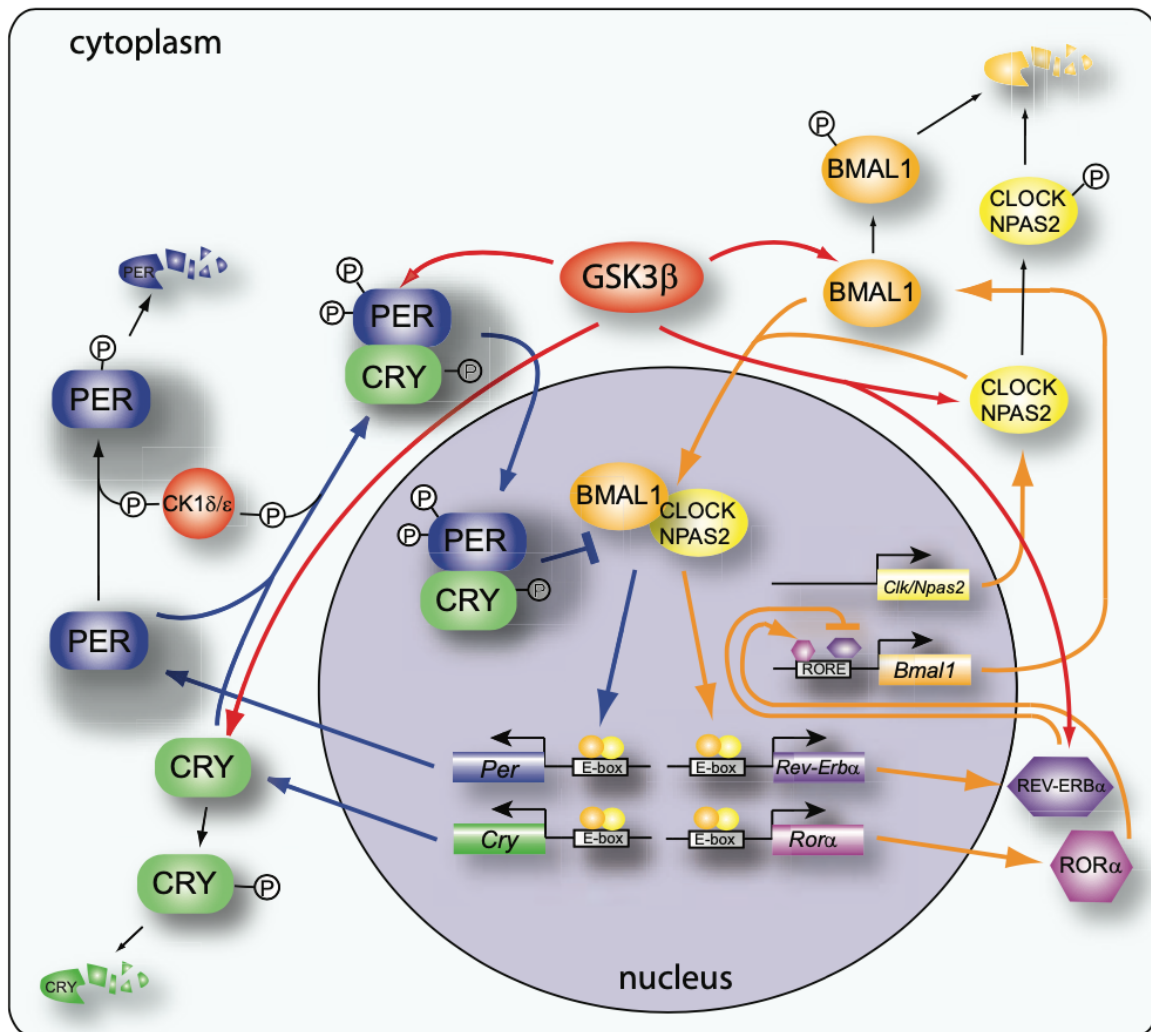 cytoplasm
P
BMAL1
P
CLOCK
NPAS2
PER
P
P
PER
CRY
P
GSK3β
BMAL1
P
PER
CLOCK
NPAS2
P
CK1δ/ε
P
BMAL1
CLOCK
NPAS2
P
P
PER
CRY
P
Clk/Npas2
PER
RORE
Bmal1
CRY
Per
E-box
E-box
Rev-Erbα
REV-ERBα
Cry
E-box
E-box
Rorα
RORα
CRY
P
CRY
nucleus